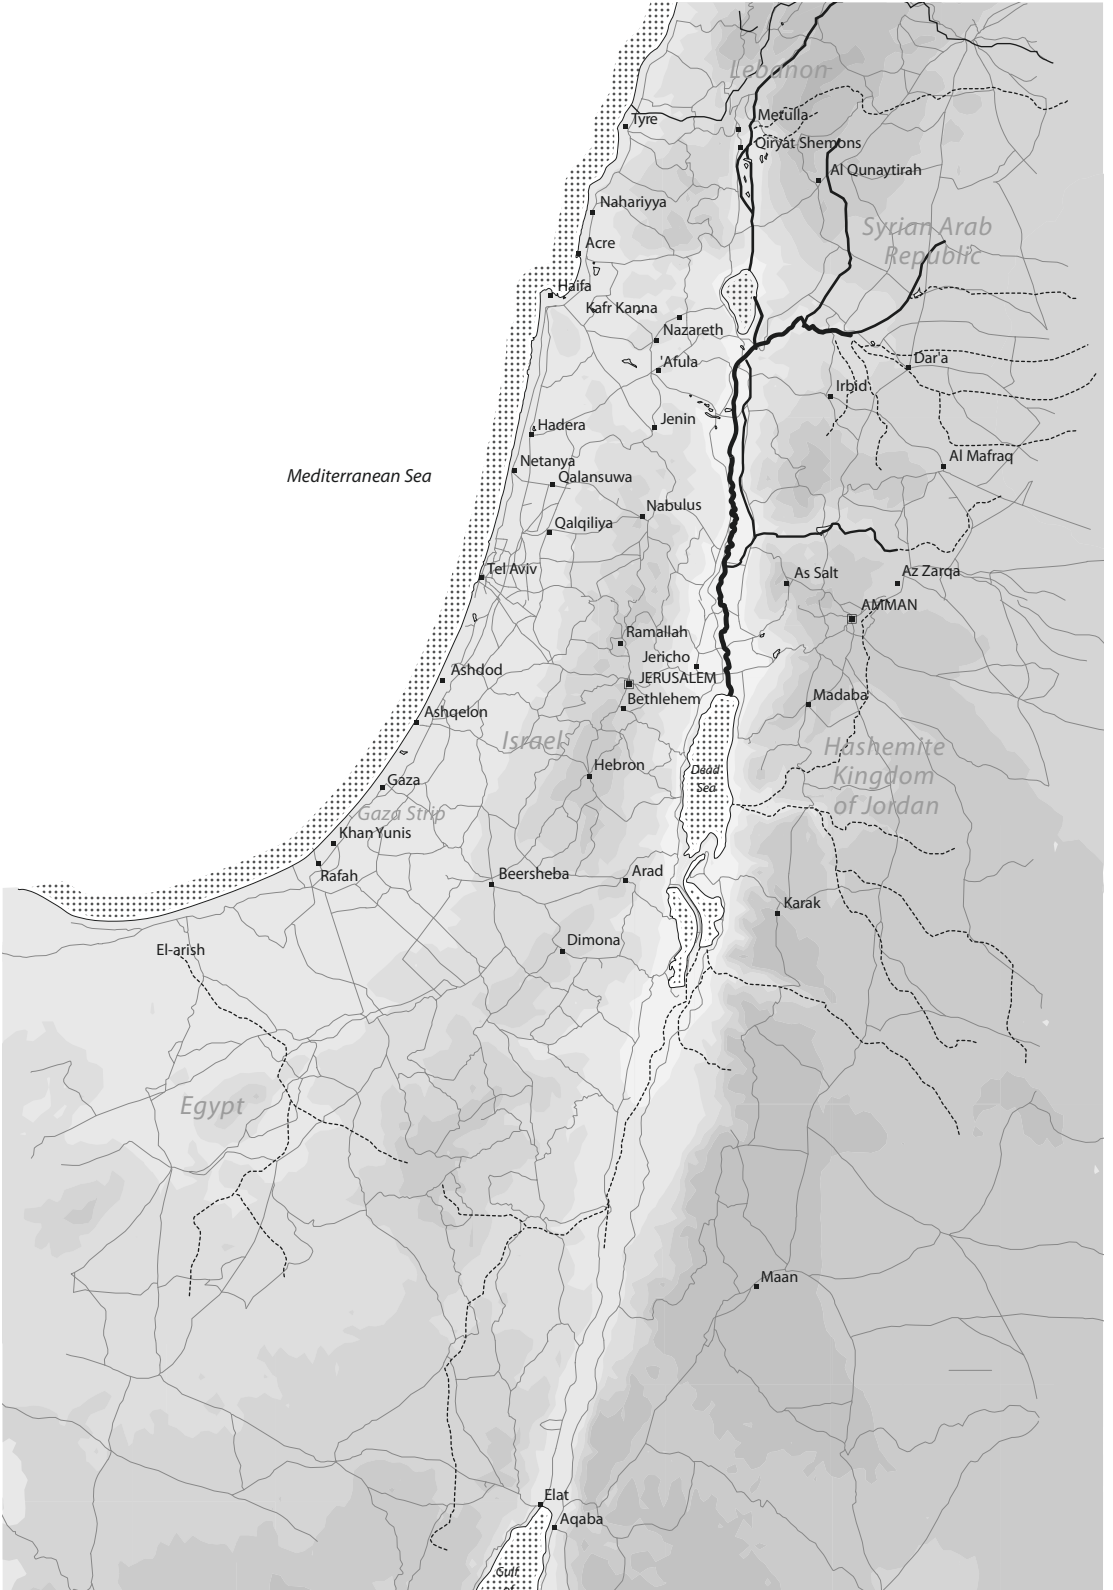 Lebanon
Tyre
Metulla
Qiryat Shemons
Al Qunaytirah
Nahariyya
Syrian Arab
Republic
Acre
Haifa
Kafr Kanna
Nazareth
'Afula
Dar'a
Irbid
Jenin
Hadera
Al Mafraq
Netanya
Mediterranean Sea
Qalansuwa
Nabulus
Qalqiliya
Tel Aviv
As Salt
Az Zarqa
AMMAN
Ramallah
Jericho
JERUSALEM
Ashdod
Bethlehem
Madaba
Ashqelon
Israel
Hashemite
Kingdom
of Jordan
Hebron
Dead
Sea
Gaza
Gaza Strip
Khan Yunis
Rafah
Beersheba
Arad
Karak
Dimona
El-arish
Egypt
Maan
Elat
Aqaba
Gulf
of